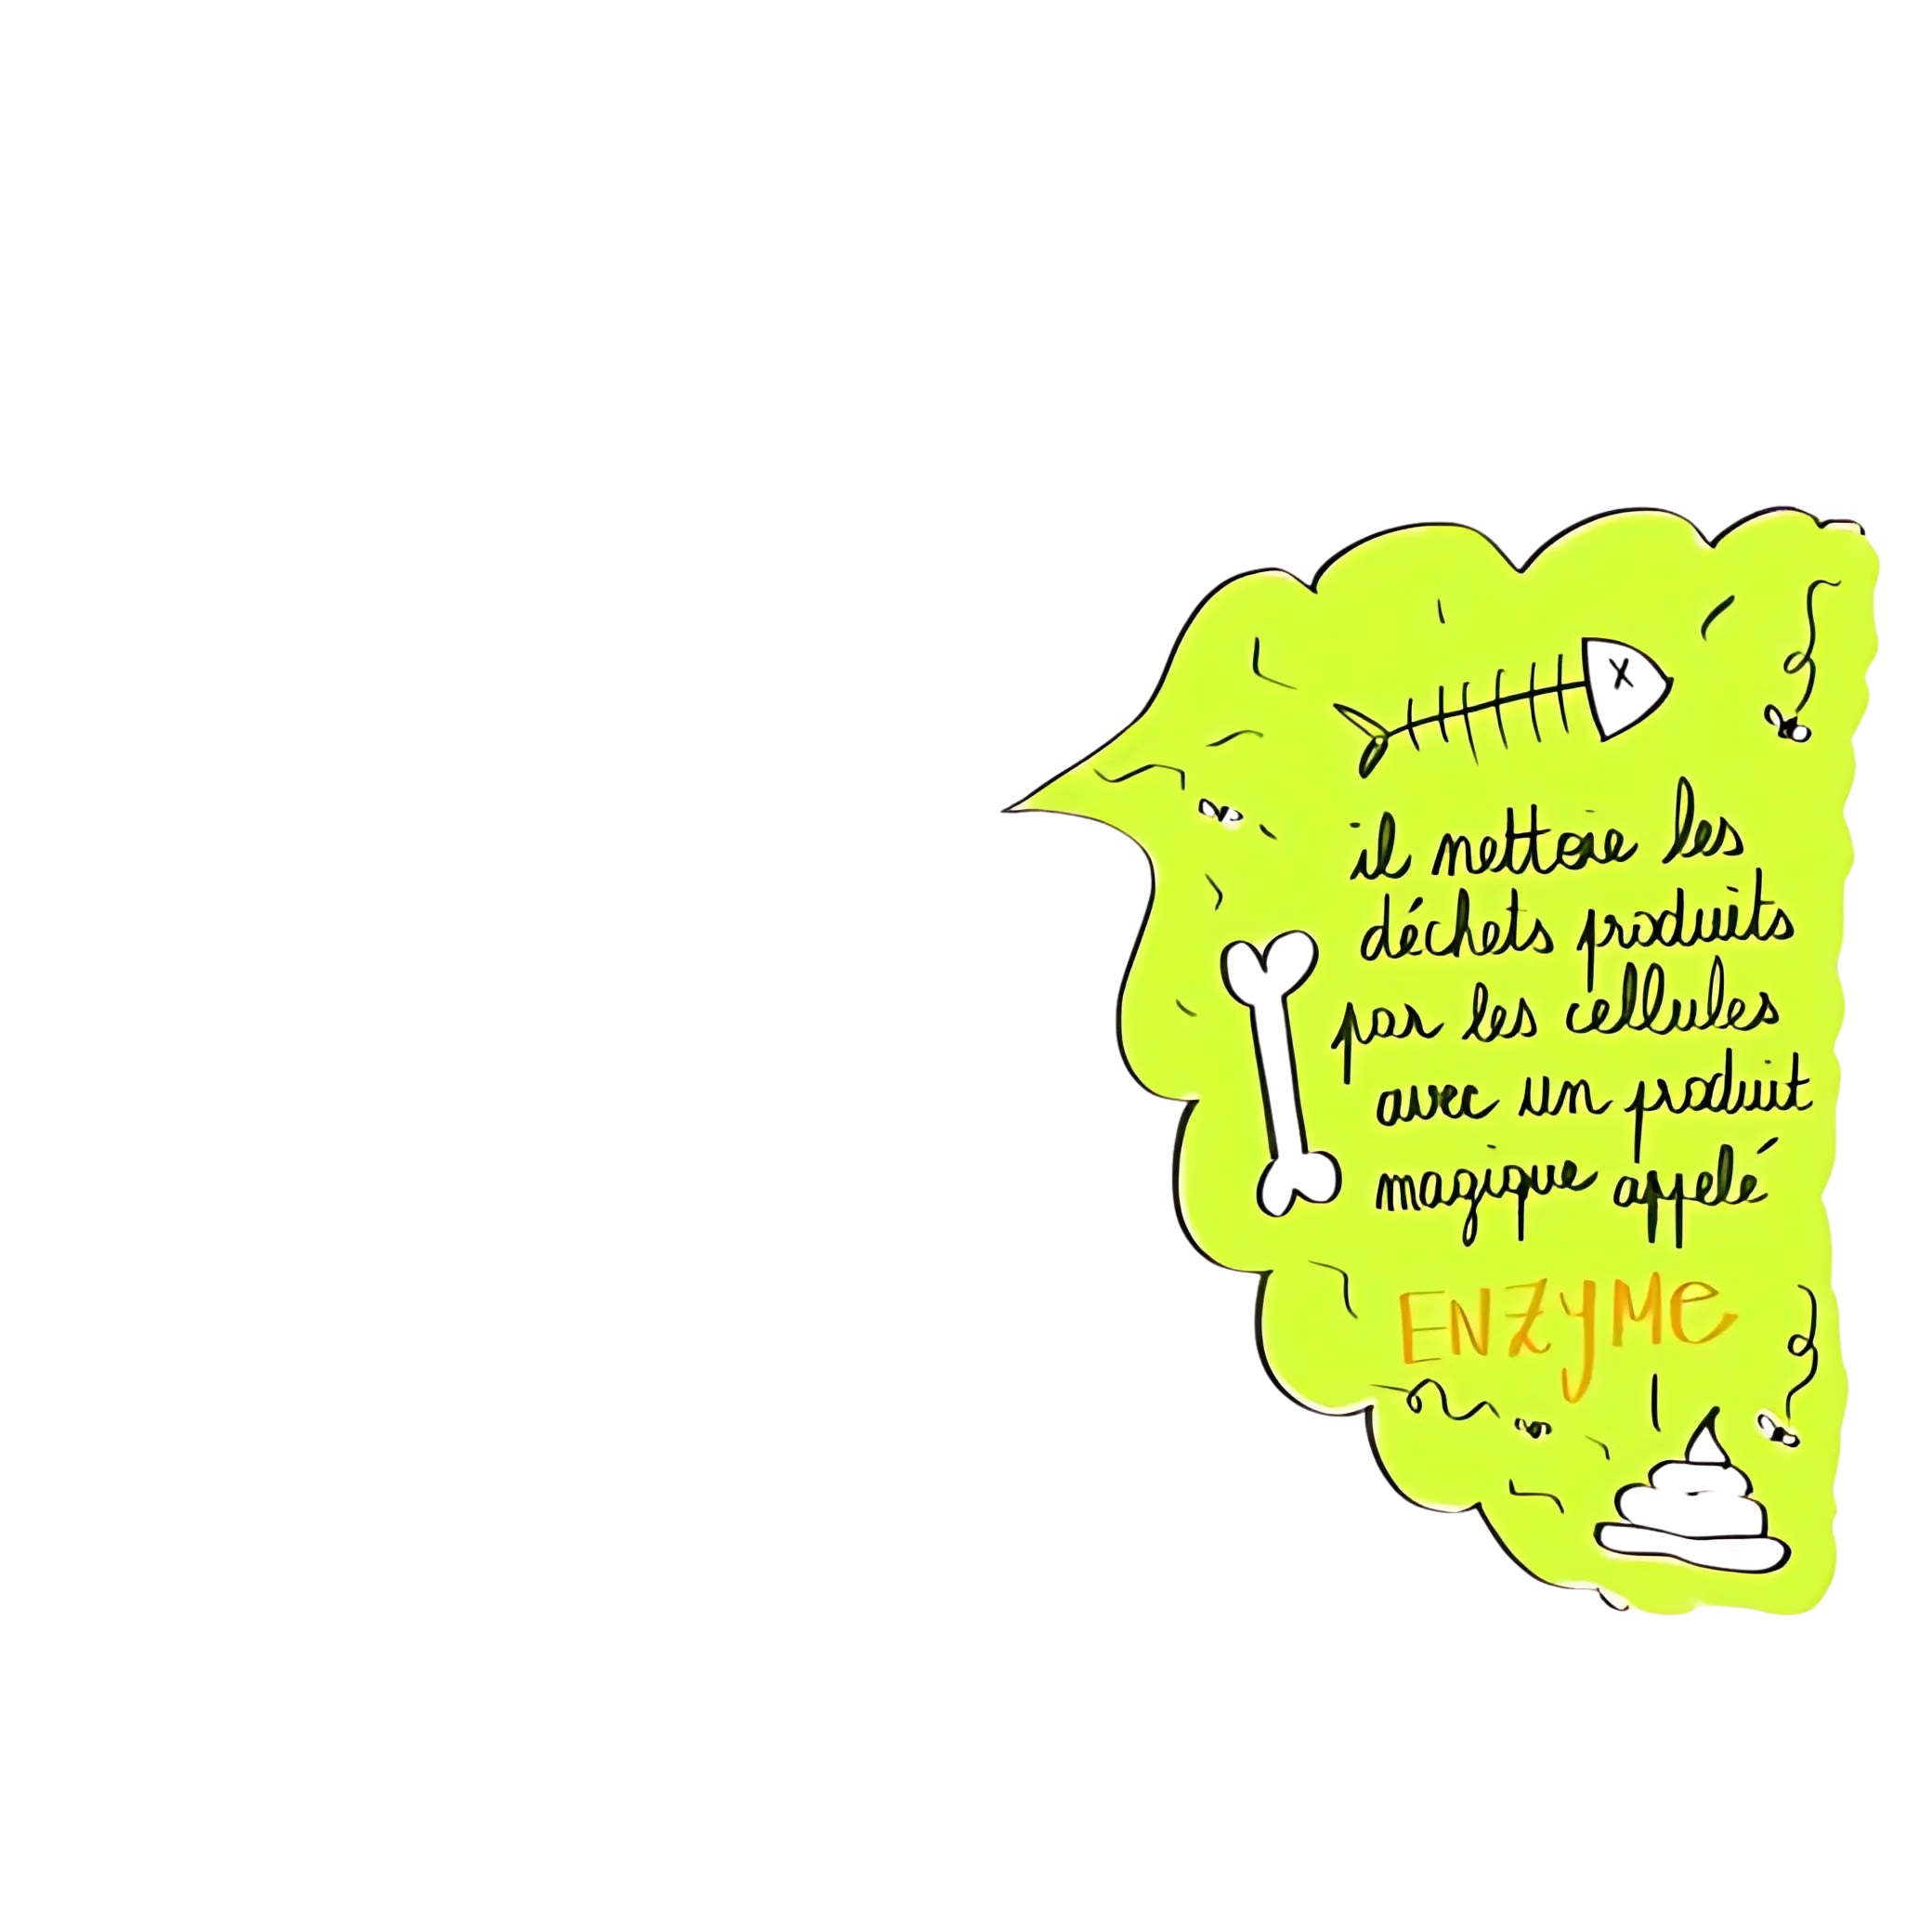 il nettoie les
déchets produits
par les cellules
avec un produit
magique appelé
ENZYMe